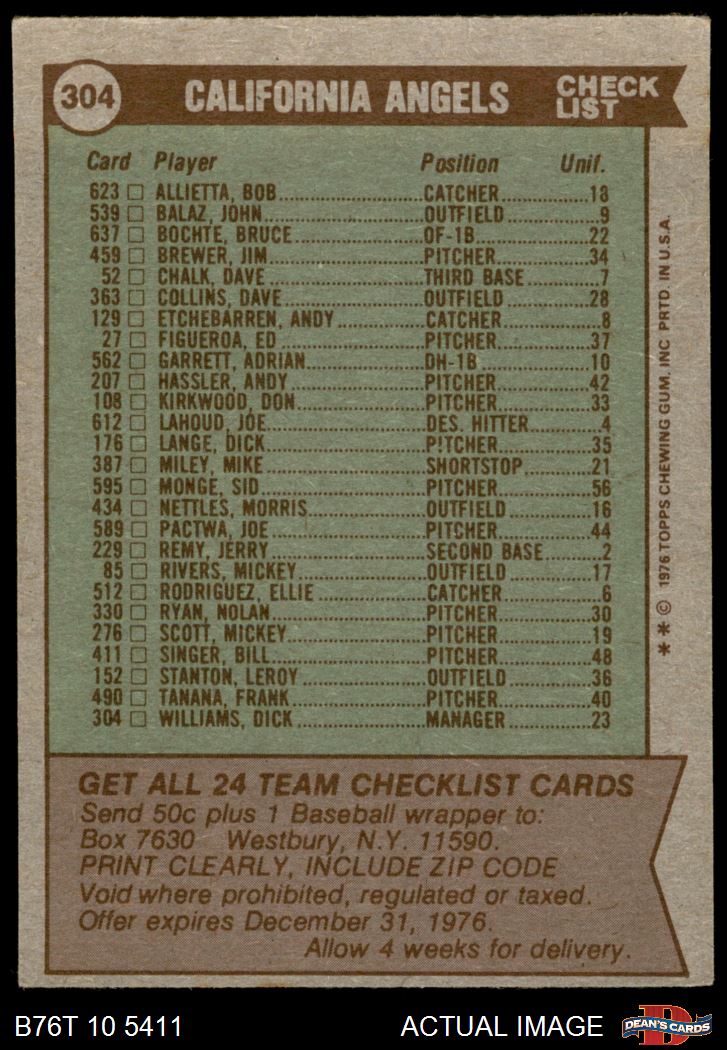 304 CALIFORNIA ANGELS CHECK LIST
Card Player Position Unif.
623 □ ALLIETTA, BOB CATCHER 18
539 □ BALAZ, JOHN OUTFIELD 9
637 □ BOCHTE, BRUCE OF-1B 22
459 □ BREWER, JIM PITCHER 34
52 □ CHALK, DAVE THIRD BASE 7
363 □ COLLINS, DAVE OUTFIELD 28
129 □ ETCHEBARREN, ANDY CATCHER 8
27 □ FIGUEROA, ED PITCHER 37
562 □ GARRETT, ADRIAN DH-1B 10
207 □ HASSLER, ANDY PITCHER 42
108 □ KIRKWOOD, DON PITCHER 33
612 □ LAHOUD, JOE DES. HITTER 4
176 □ LANGE, DICK PITCHER 35
387 □ MILEY, MIKE SHORTSTOP 21
595 □ MONGE, SID PITCHER 56
434 □ NETTLES, MORRIS OUTFIELD 16
589 □ PACTWA, JOE PITCHER 44
229 □ REMY, JERRY SECOND BASE 2
85 □ RIVERS, MICKEY OUTFIELD 17
512 □ RODRIGUEZ, ELLIE CATCHER 6
330 □ RYAN, NOLAN PITCHER 30
276 □ SCOTT, MICKEY PITCHER 19
411 □ SINGER, BILL PITCHER 48
152 □ STANTON, LEROY OUTFIELD 36
490 □ TANANA, FRANK PITCHER 40
304 □ WILLIAMS, DICK MANAGER 23
** © 1976 TOPPS CHEWING GUM, INC PRTD. IN U.S.A.
GET ALL 24 TEAM CHECKLIST CARDS
Send 50c plus 1 Baseball wrapper to:
Box 7630 Westbury, N.Y. 11590.
PRINT CLEARLY, INCLUDE ZIP CODE
Void where prohibited, regulated or taxed.
Offer expires December 31, 1976.
Allow 4 weeks for delivery.
B76T 10 5411 ACTUAL IMAGE D DEAN'S CARDS